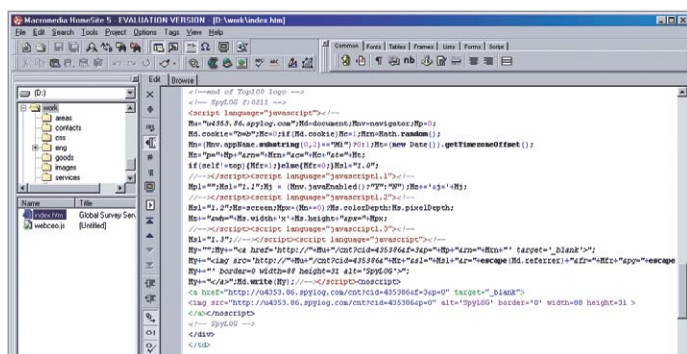 Macromedia HomeSite 5 - EVALUATION VERSION - [D:\work\index.htm]
File Edit Search Tools Project Options Tags View Help
Common Fonts Tables Frames Lists Forms Script
Edit Browse
(D:)
work
areas
contacts
css
eng
goods
images
services
Name Title
index.htm Global Survey Ser
webceo.js [Untitled]
<!--end of Top100 logo -->
<!-- SpyLOG f:0211 -->
<script language="javascript"><!--
Mu="u4353.86.spylog.com";Md=document;Mnv=navigator;Mp=0;
Md.cookie="b=b";Mc=0;if(Md.cookie)Mc=1;Mrn=Math.random();
Mn=(Mnv.appName.substring(0,2)=="Mi")?0:1;Mt=(new Date()).getTimezoneOffset();
Mz="p="+Mp+"&rn="+Mrn+"&c="+Mc+"&t="+Mt;
if(self!=top){Mfr=1;}else{Mfr=0;}Msl="1.0";
//--></script><script language="javascript1.1"><!--
Mpl="";Msl="1.1";Mj = (Mnv.javaEnabled()?"Y":"N");Mz+='&j='+Mj;
//--></script><script language="javascript1.2"><!--
Msl="1.2";Ms=screen;Mpx=(Mn==0)?Ms.colorDepth:Ms.pixelDepth;
Mz+="&wh="+Ms.width+'x'+Ms.height+"&px="+Mpx;
//--></script><script language="javascript1.3"><!--
Msl="1.3";//--></script><script language="javascript"><!--
My="";My+="<a href='http://"+Mu+"/cnt?cid=435386&f=3&p="+Mp+"&rn="+Mrn+"' target='_blank'>";
My+="<img src='http://"+Mu+"/cnt?cid=435386&"+Mz+"&sl="+Msl+"&r="+escape(Md.referrer)+"&fr="+Mfr+"&pg="+escape
My+="' border=0 width=88 height=31 alt='SpyLOG'>";
My+="</a>";Md.write(My);//--></script><noscript>
<a href="http://u4353.86.spylog.com/cnt?cid=435386&f=3&p=0" target="_blank">
<img src="http://u4353.86.spylog.com/cnt?cid=435386&p=0" alt='SpyLOG' border='0' width=88 height=31 >
</a></noscript>
<!-- SpyLOG -->
</div>
</td>